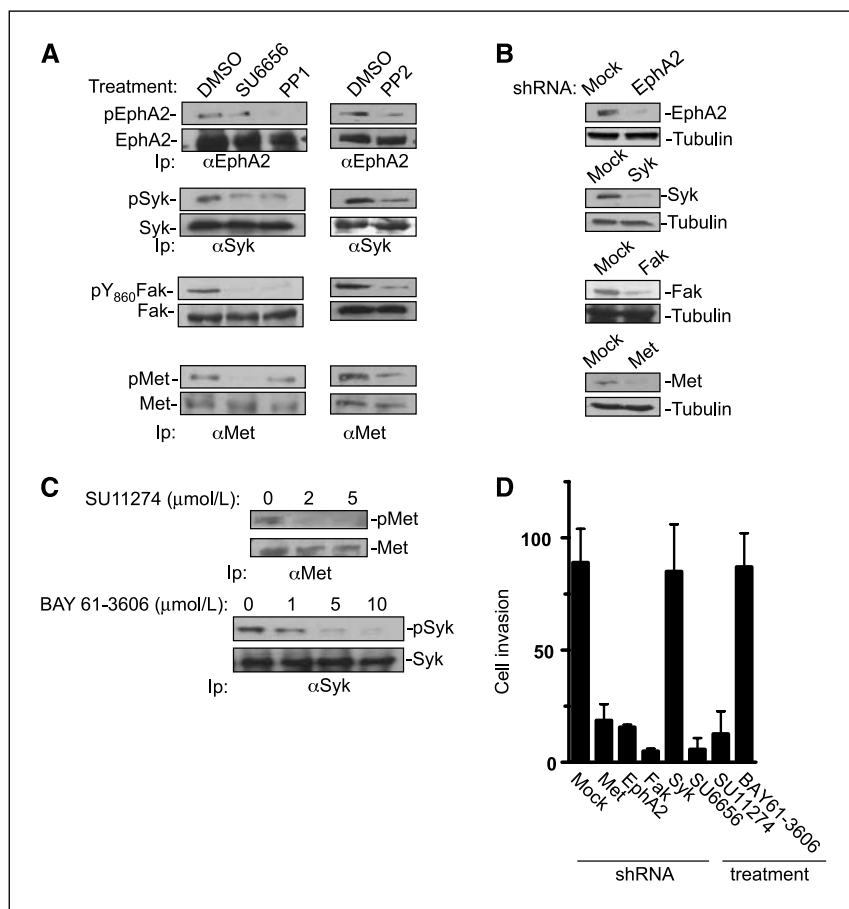 A
Treatment: DMSO SU6656 PP1 DMSO PP2
pEphA2-
EphA2-
Ip: αEphA2 αEphA2
pSyk-
Syk-
Ip: αSyk αSyk
pY860Fak-
Fak-
pMet-
Met-
Ip: αMet αMet
B
shRNA: Mock EphA2
-EphA2
-Tubulin
Mock Syk
-Syk
-Tubulin
Mock Fak
-Fak
-Tubulin
Mock Met
-Met
-Tubulin
C
SU11274 (μmol/L): 0 2 5
-pMet
-Met
Ip: αMet
BAY 61-3606 (μmol/L): 0 1 5 10
-pSyk
-Syk
Ip: αSyk
D
Cell invasion
100
50
0
Mock Met EphA2 Fak Syk SU6656 SU11274 BAY61-3606
shRNA treatment